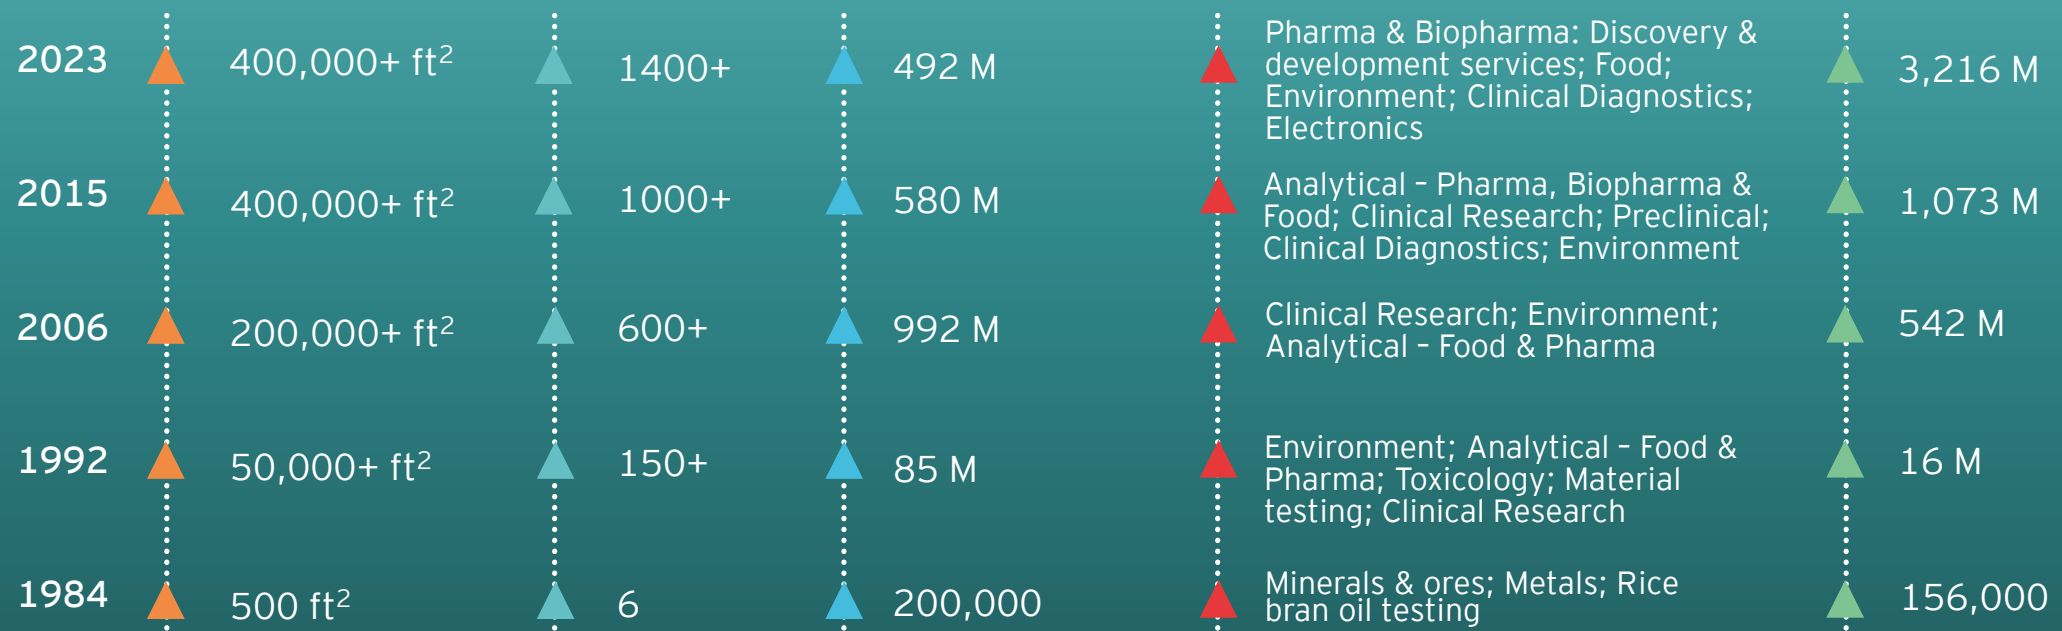 2023
400,000+ ft²
1400+
492 M
Pharma & Biopharma: Discovery &
development services; Food;
Environment; Clinical Diagnostics;
Electronics
3,216 M
2015
400,000+ ft²
1000+
580 M
Analytical – Pharma, Biopharma &
Food; Clinical Research; Preclinical;
Clinical Diagnostics; Environment
1,073 M
2006
200,000+ ft²
600+
992 M
Clinical Research; Environment;
Analytical – Food & Pharma
542 M
1992
50,000+ ft²
150+
85 M
Environment; Analytical – Food &
Pharma; Toxicology; Material
testing; Clinical Research
16 M
1984
500 ft²
6
200,000
Minerals & ores; Metals; Rice
bran oil testing
156,000